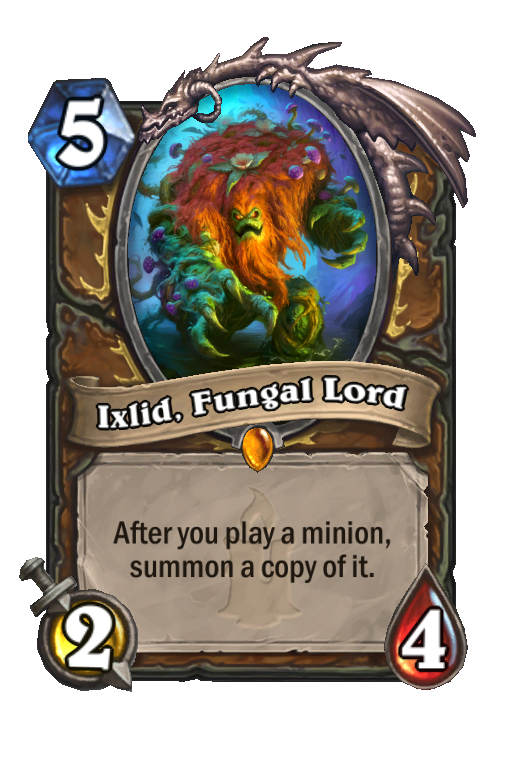 5
Ixlid, Fungal Lord
After you play a minion,
summon a copy of it.
2
4